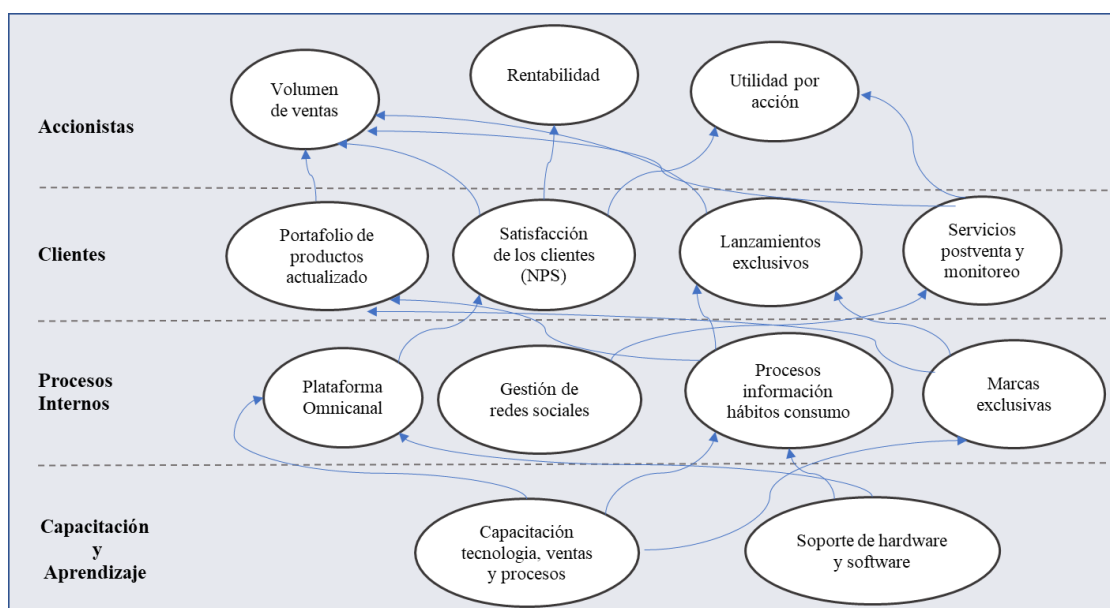 Accionistas
Volumen
de ventas
Rentabilidad
Utilidad por
acción
Clientes
Portafolio de
productos
actualizado
Satisfacción
de los clientes
(NPS)
Lanzamientos
exclusivos
Servicios
postventa y
monitoreo
Procesos
Internos
Plataforma
Omnicanal
Gestión de
redes sociales
Procesos
información
hábitos consumo
Marcas
exclusivas
Capacitación
y
Aprendizaje
Capacitación
tecnologia, ventas
y procesos
Soporte de hardware
y software